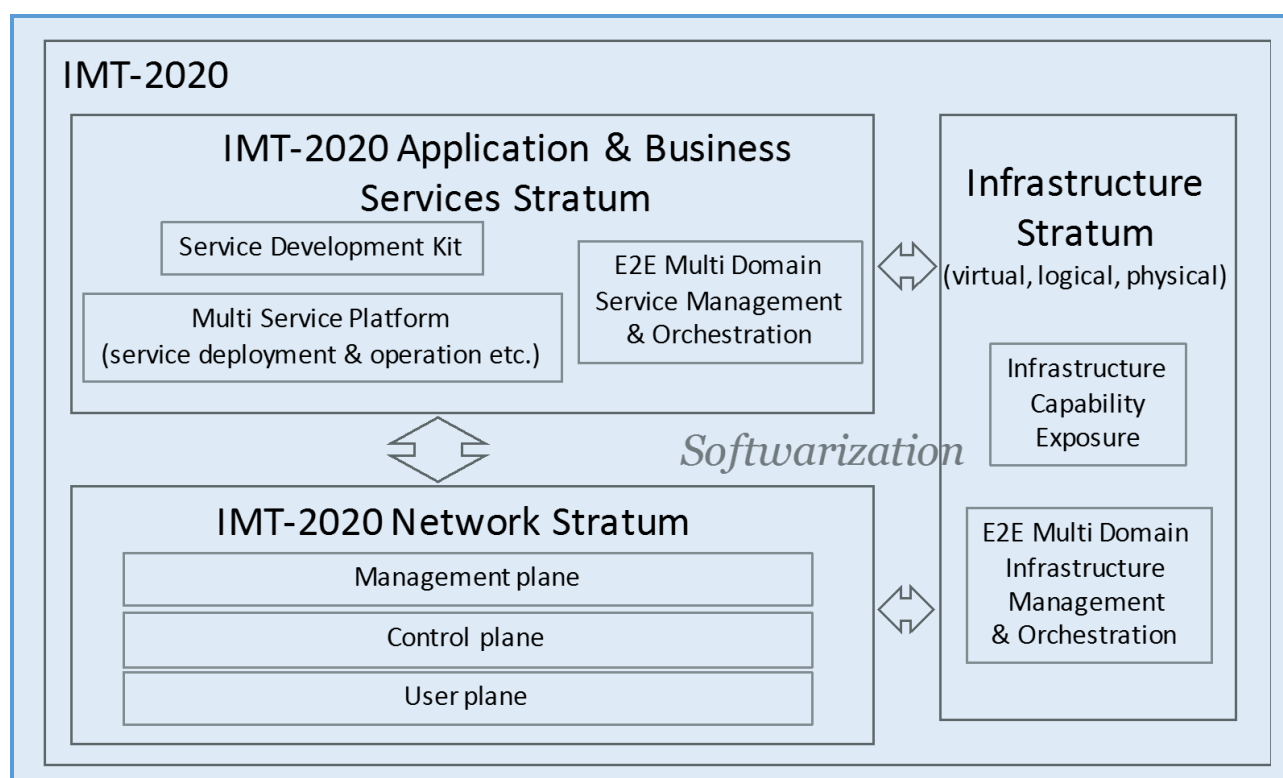 IMT-2020
IMT-2020 Application & Business
Services Stratum
Service Development Kit
Multi Service Platform
(service deployment & operation etc.)
E2E Multi Domain
Service Management
& Orchestration
Infrastructure
Stratum
(virtual, logical, physical)
Infrastructure
Capability
Exposure
E2E Multi Domain
Infrastructure
Management
& Orchestration
Softwarization
IMT-2020 Network Stratum
Management plane
Control plane
User plane